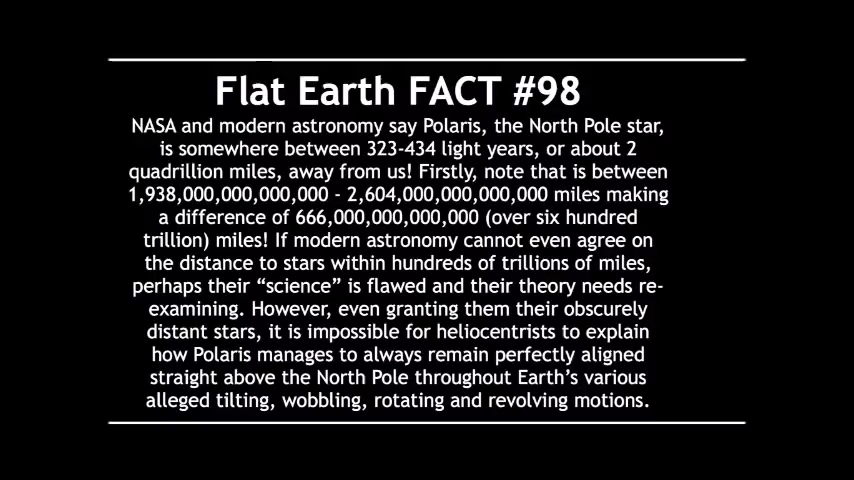 Flat Earth FACT #98
NASA and modern astronomy say Polaris, the North Pole star,
is somewhere between 323-434 light years, or about 2
quadrillion miles, away from us! Firstly, note that is between
1,938,000,000,000,000 - 2,604,000,000,000,000 miles making
a difference of 666,000,000,000,000 (over six hundred
trillion) miles! If modern astronomy cannot even agree on
the distance to stars within hundreds of trillions of miles,
perhaps their “science” is flawed and their theory needs re-
examining. However, even granting them their obscurely
distant stars, it is impossible for heliocentrists to explain
how Polaris manages to always remain perfectly aligned
straight above the North Pole throughout Earth’s various
alleged tilting, wobbling, rotating and revolving motions.